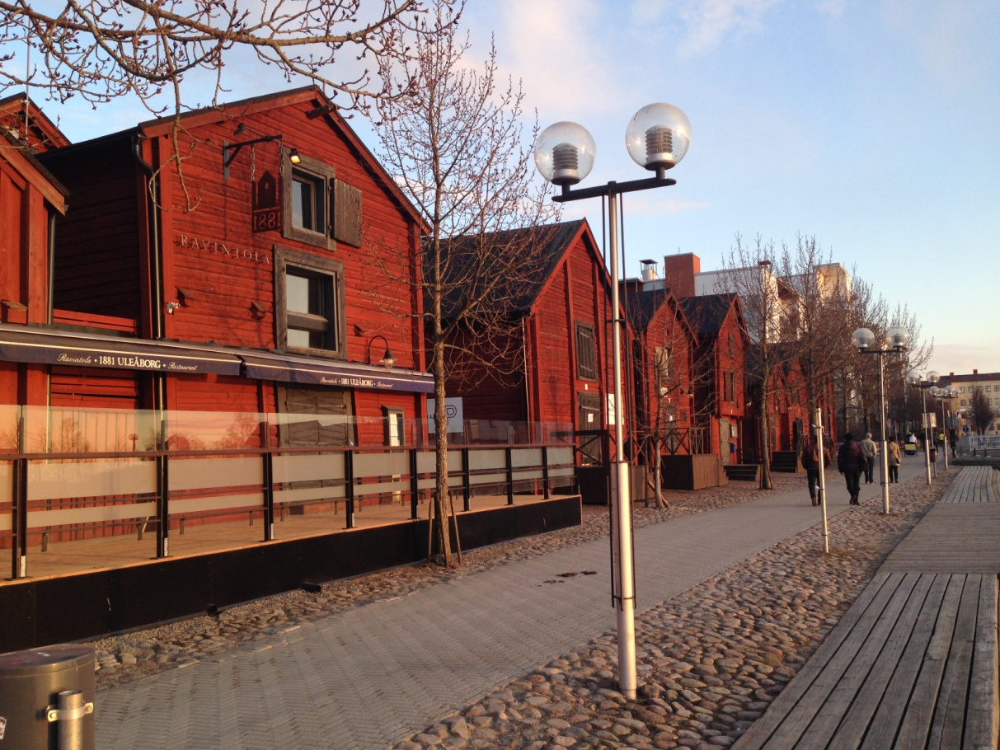 1881
RAVINTOLA
Ravintola • 1881 ULEÅBORG • Restaurant
Ravintola • 1881 ULEÅBORG • Restaurant
P